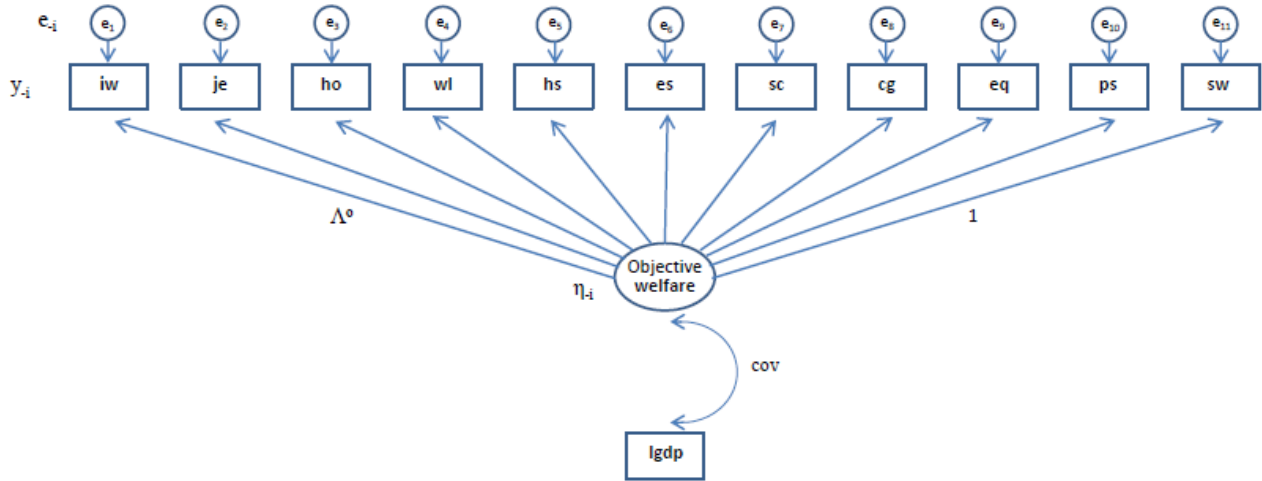 e-i e1 e2 e3 e4 e5 e6 e7 e8 e9 e10 e11
y-i iw je ho wl hs es sc cg eq ps sw
Λo 1
Objective
welfare
η-i
cov
lgdp